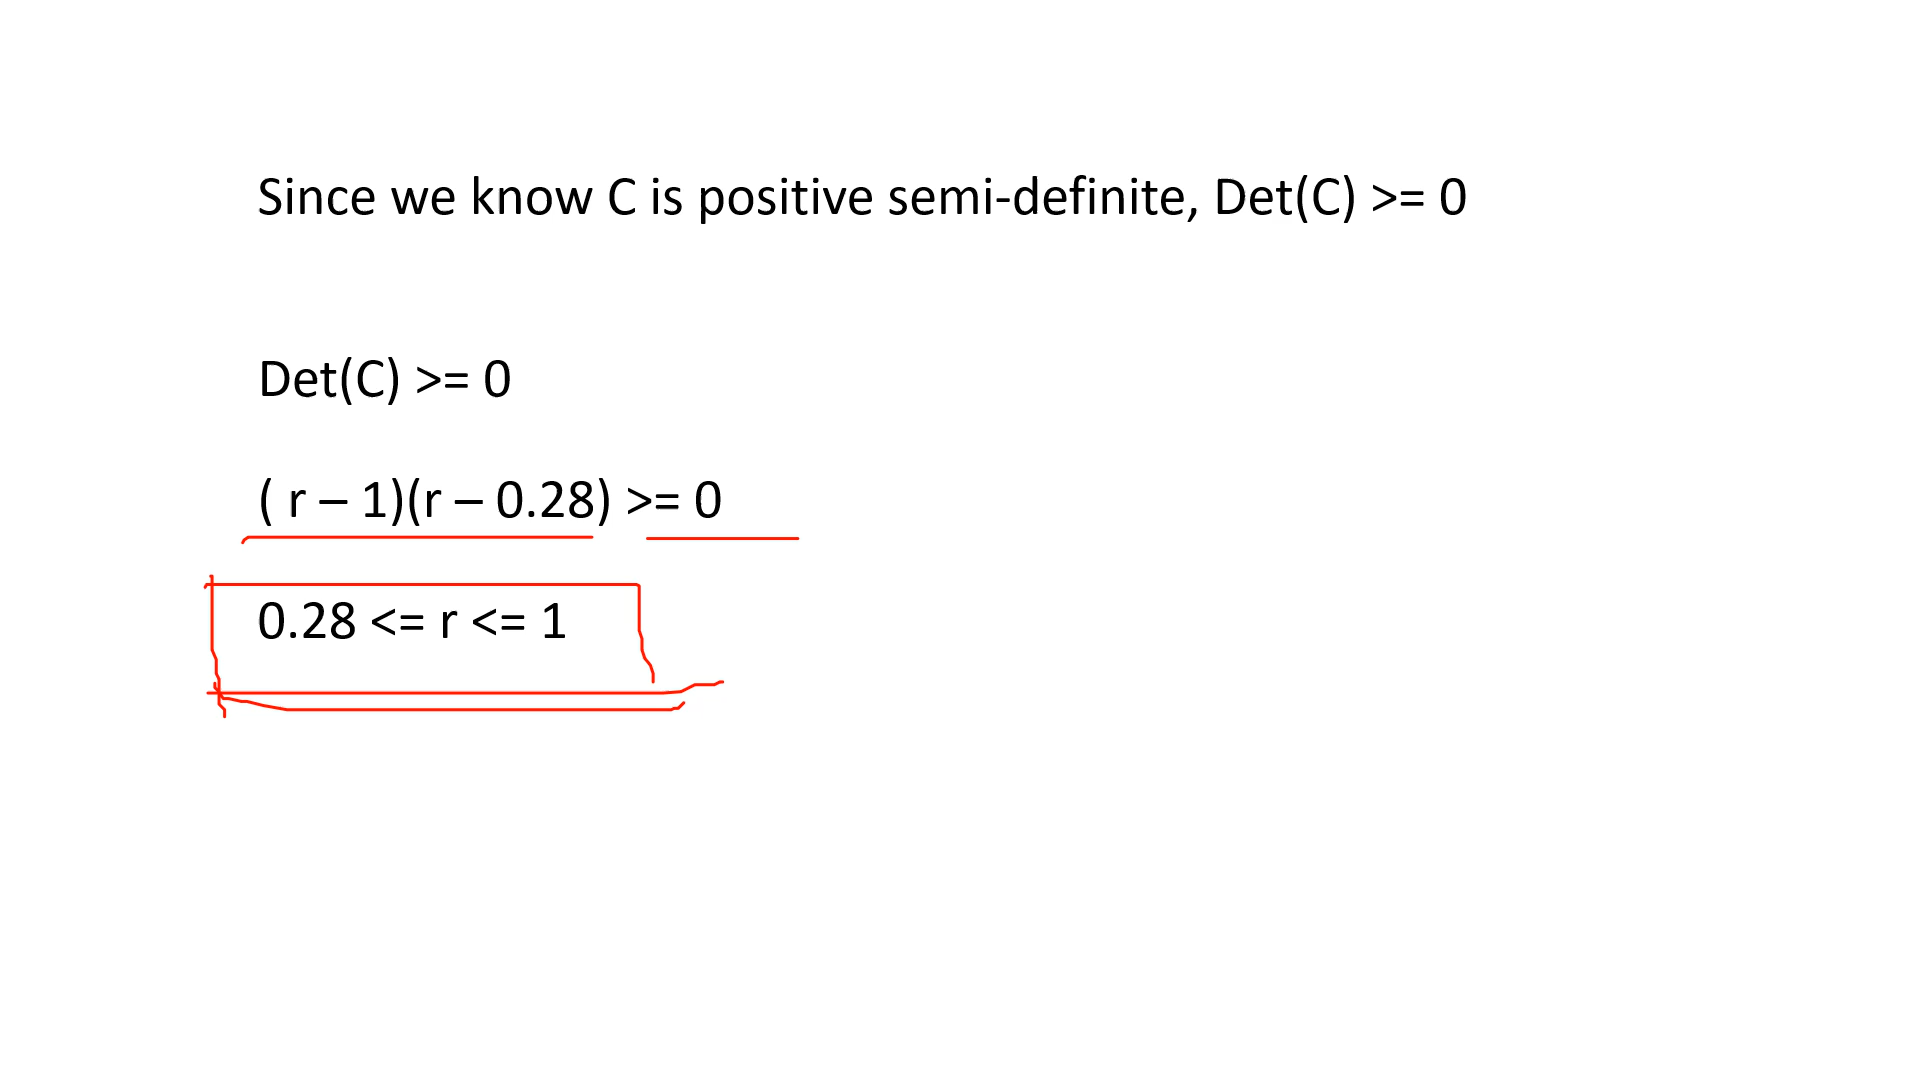 Since we know C is positive semi-definite, Det(C) >= 0
Det(C) >= 0
( r – 1)(r – 0.28) >= 0
0.28 <= r <= 1